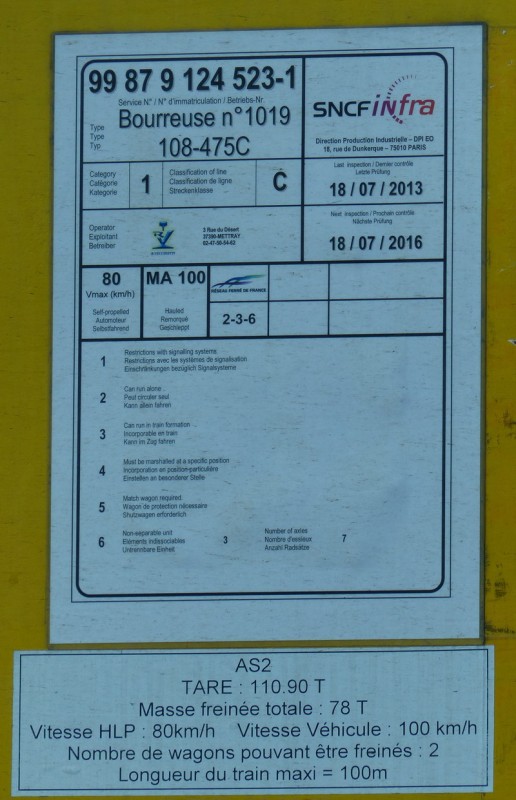 99 87 9 124 523-1
Service N.° / N° d'immatriculation / Betriebs-Nr.
Type
Type
Typ
Bourreuse n°1019
108-475C
SNCF infra
Direction Production Industrielle – DPI EO
18, rue de Dunkerque – 75010 PARIS
Category
Catégorie
Kategorie
1
Classification of line
Classification de ligne
Streckenklasse
C
Last inspection / Dernier contrôle
Letzte Prüfung
18 / 07 / 2013
Operator
Exploitant
Betreiber
3 Rue du Désert
37390-METTRAY
02-47-50-54-62
Next inspection / Prochain contrôle
Nächste Prüfung
18 / 07 / 2016
80
Vmax (km/h)
MA 100
RÉSEAU FERRÉ DE FRANCE
Self-propelled
Automoteur
Selbstfahrend
Hauled
Remorqué
Geschleppt
2-3-6
1
Restrictions with signalling systems
Restrictions avec les systèmes de signalisation
Einschränkungen bezüglich Signalsysteme
2
Can run alone
Peut circuler seul
Kann allein fahren
3
Can run in train formation
Incorporable en train
Kann im Zug fahren
4
Must be marshalled at a specific position
Incorporation en position particulière
Einstellen an besonderer Stelle
5
Match wagon required
Wagon de protection nécessaire
Shutzwagen erforderlich
6
Non-separable unit
Elements indissociables
Untrennbare Einheit
3
Number of axles
Nombre d'essieux
Anzahl Radsätze
7
AS2
TARE : 110.90 T
Masse freinée totale : 78 T
Vitesse HLP : 80km/h Vitesse Véhicule : 100 km/h
Nombre de wagons pouvant être freinés : 2
Longueur du train maxi = 100m